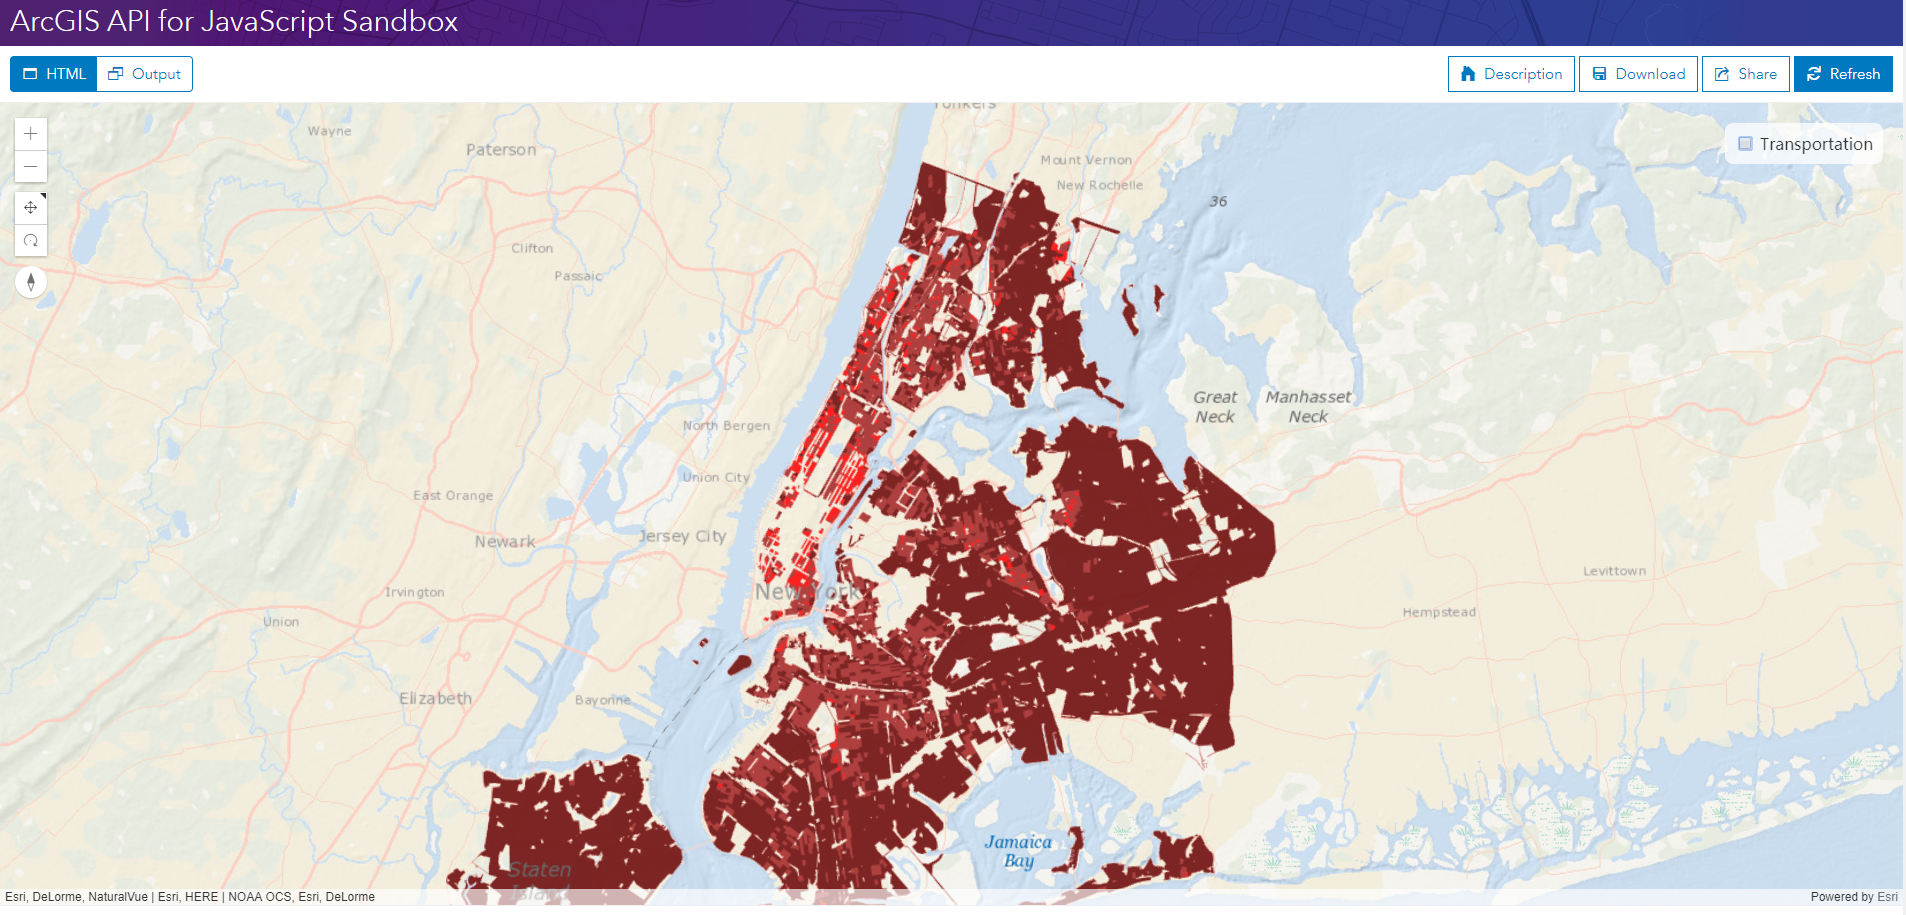 ArcGIS API for JavaScript Sandbox
HTML
Output
Description
Download
Share
Refresh
Yonkers
Wayne
Paterson
Mount Vernon
New Rochelle
Transportation
36
Clifton
Passaic
Great
Neck
Manhasset
Neck
North Bergen
Union City
East Orange
Newark
Jersey City
Levittown
Irvington
New York
Hempstead
Union
Elizabeth
Bayonne
Jamaica
Bay
Staten
Island
Esri, DeLorme, NaturalVue | Esri, HERE | NOAA OCS, Esri, DeLorme
Powered by Esri